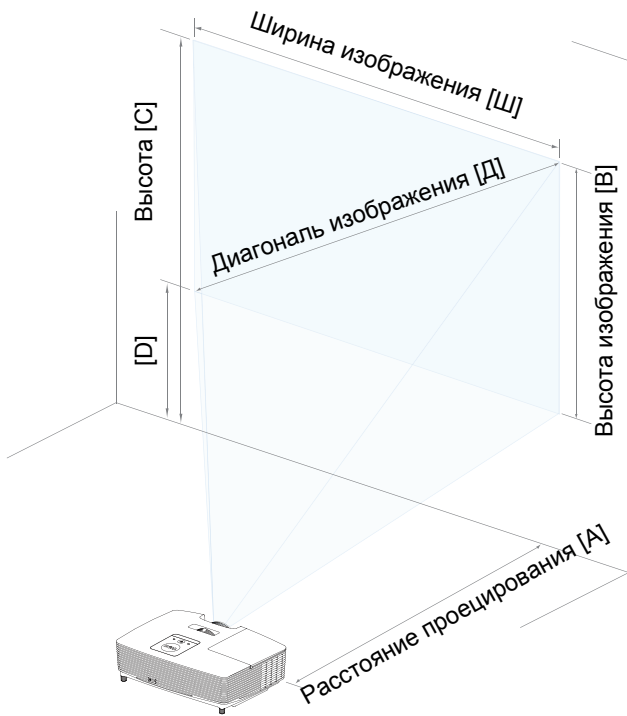 Ширина изображения [Ш]
Высота [C]
Диагональ изображения [Д]
Высота изображения [В]
[D]
Расстояние проецирования [A]